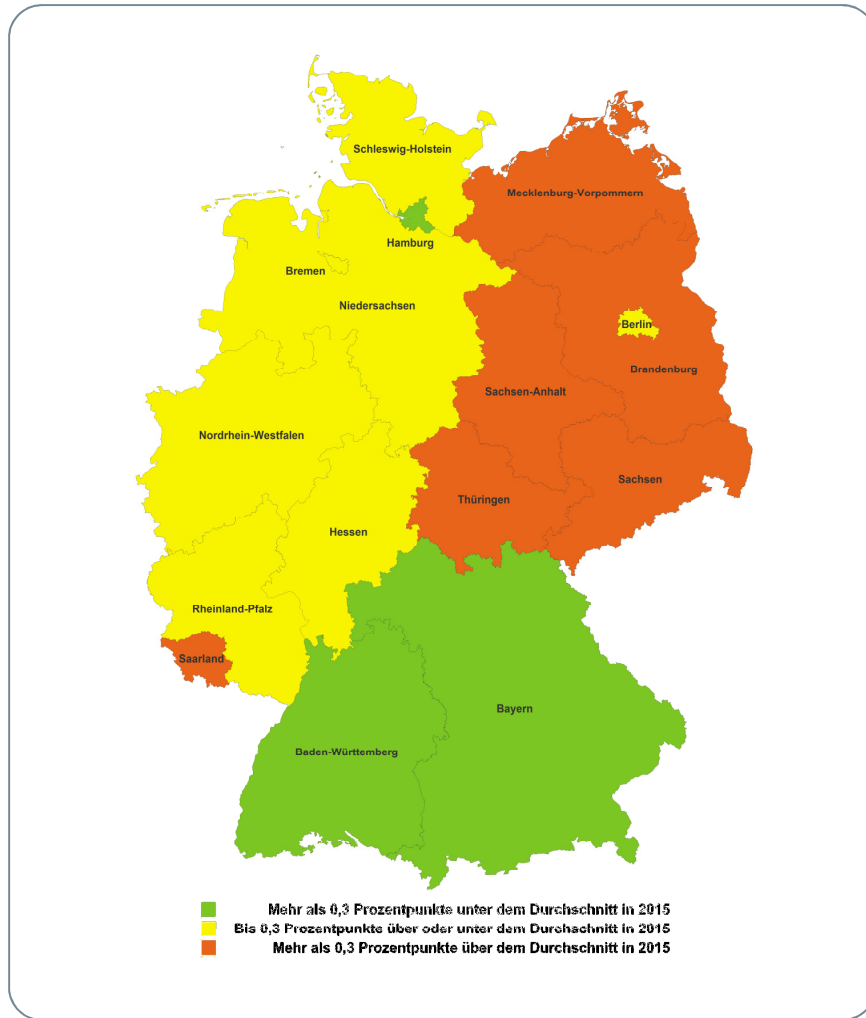 Schleswig-Holstein
Mecklenburg-Vorpommern
Hamburg
Bremen
Niedersachsen
Berlin
Brandenburg
Sachsen-Anhalt
Nordrhein-Westfalen
Sachsen
Thüringen
Hessen
Rheinland-Pfalz
Saarland
Bayern
Baden-Württemberg
Mehr als 0,3 Prozentpunkte unter dem Durchschnitt in 2015
Bis 0,3 Prozentpunkte über oder unter dem Durchschnitt in 2015
Mehr als 0,3 Prozentpunkte über dem Durchschnitt in 2015